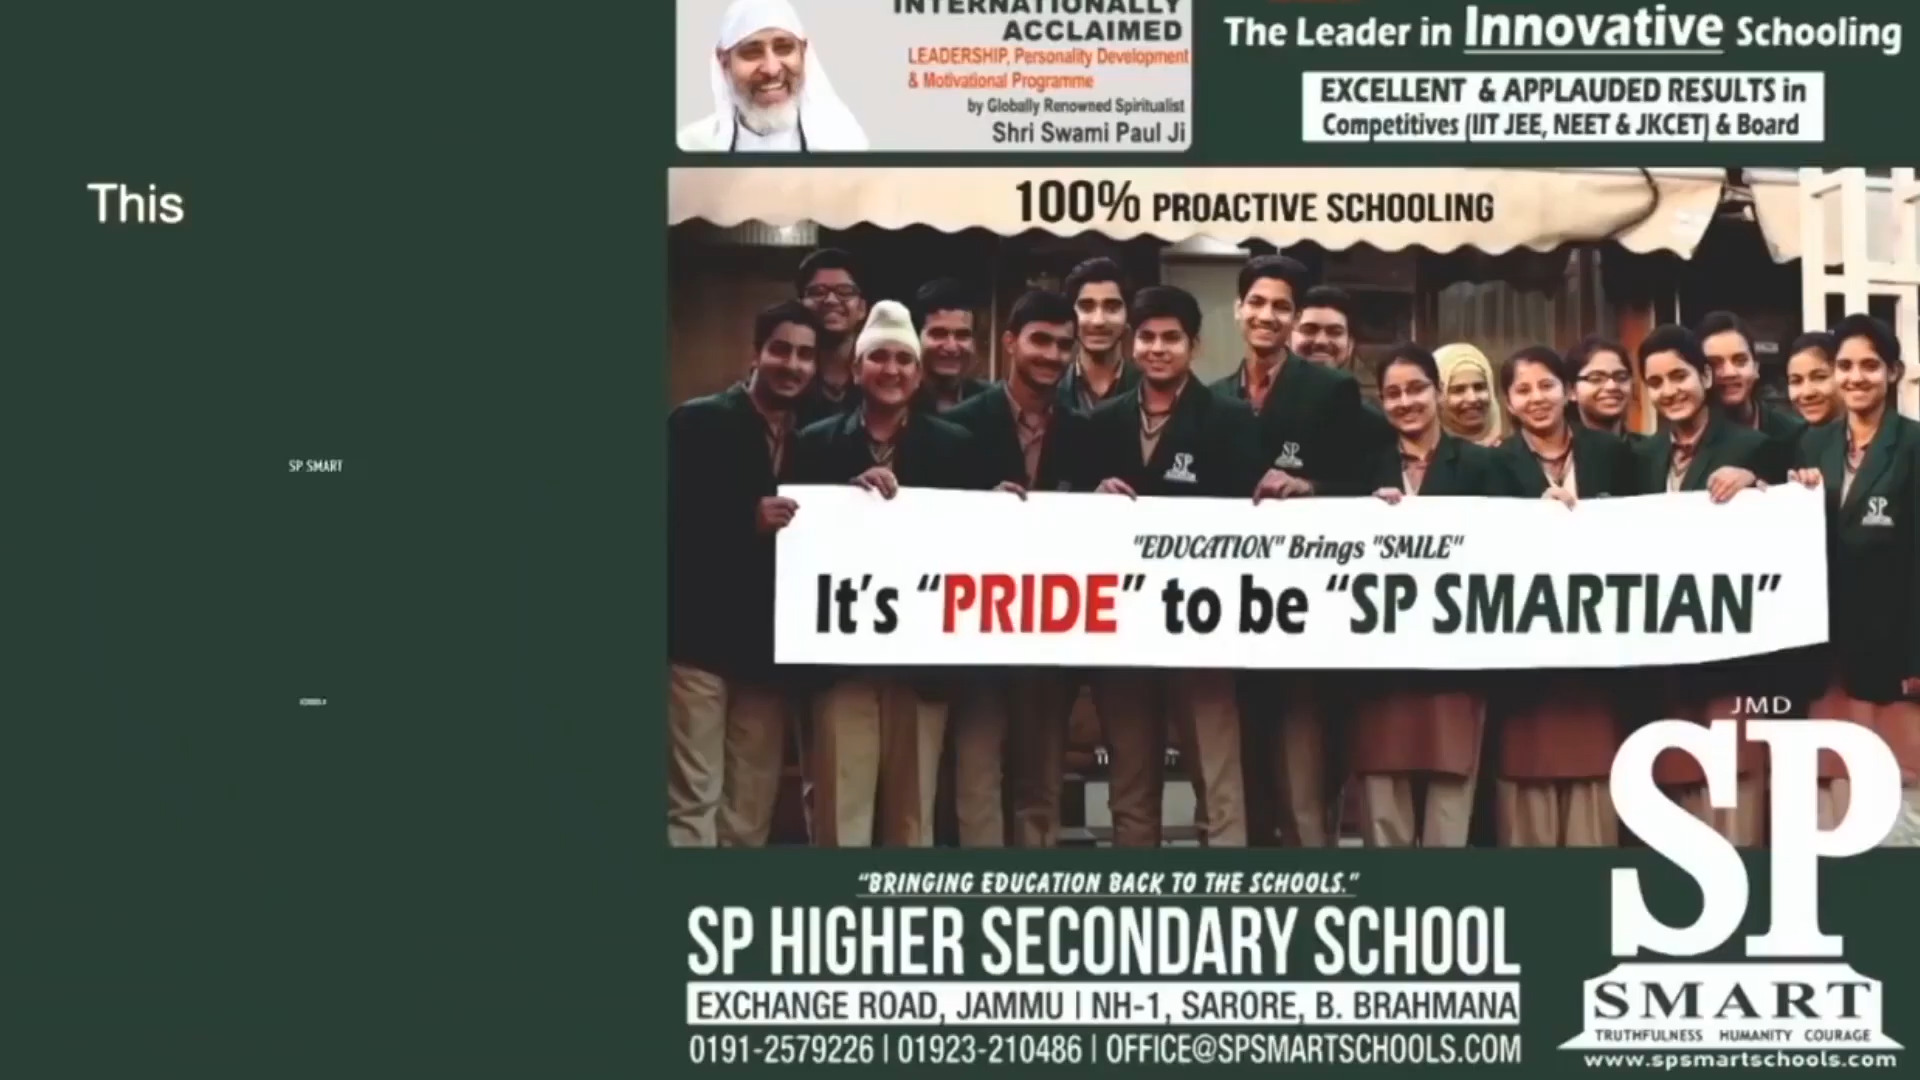 INTERNATIONALLY
ACCLAIMED
LEADERSHIP, Personality Development
& Motivational Programme
by Globally Renowned Spiritualist
Shri Swami Paul Ji
The Leader in Innovative Schooling
EXCELLENT & APPLAUDED RESULTS in
Competitives (IIT JEE, NEET & JKCET) & Board
This
SP SMART
100% PROACTIVE SCHOOLING
SP
SP
SP
"EDUCATION" Brings "SMILE"
It's "PRIDE" to be "SP SMARTIAN"
"BRINGING EDUCATION BACK TO THE SCHOOLS."
SP HIGHER SECONDARY SCHOOL
EXCHANGE ROAD, JAMMU | NH-1, SARORE, B. BRAHMANA
0191-2579226 | 01923-210486 | OFFICE@SPSMARTSCHOOLS.COM
JMD
SP
SMART
TRUTHFULNESS HUMANITY COURAGE
www.spsmartschools.com